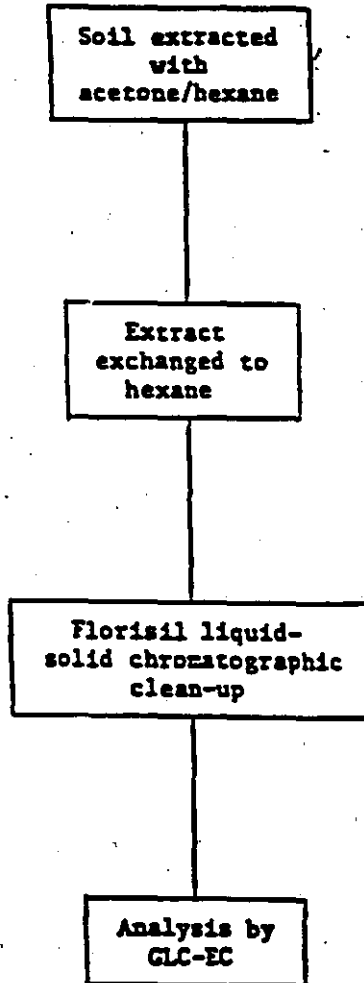 Soil extracted
with
acetone/hexane
Extract
exchanged to
hexane
Florisil liquid-
solid chromatographic
clean-up
Analysis by
GLC-EC